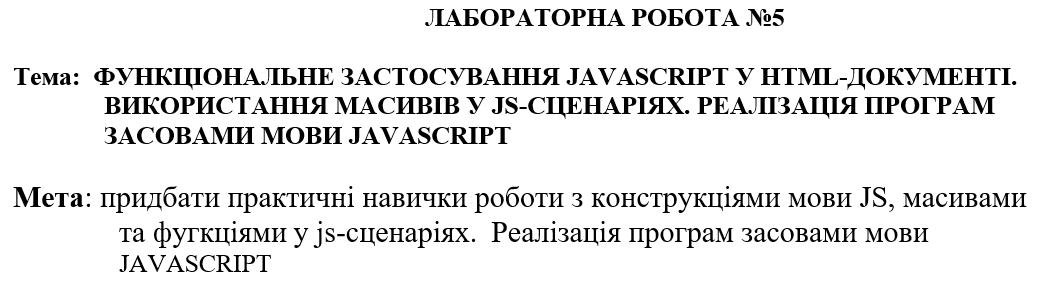 ЛАБОРАТОРНА РОБОТА №5
Тема: ФУНКЦІОНАЛЬНЕ ЗАСТОСУВАННЯ JAVASCRIPT У HTML-ДОКУМЕНТІ.
ВИКОРИСТАННЯ МАСИВІВ У JS-СЦЕНАРІЯХ. РЕАЛІЗАЦІЯ ПРОГРАМ
ЗАСОВАМИ МОВИ JAVASCRIPT
Мета: придбати практичні навички роботи з конструкціями мови JS, масивами
та фугкціями у js-сценаріях. Реалізація програм засовами мови
JAVASCRIPT